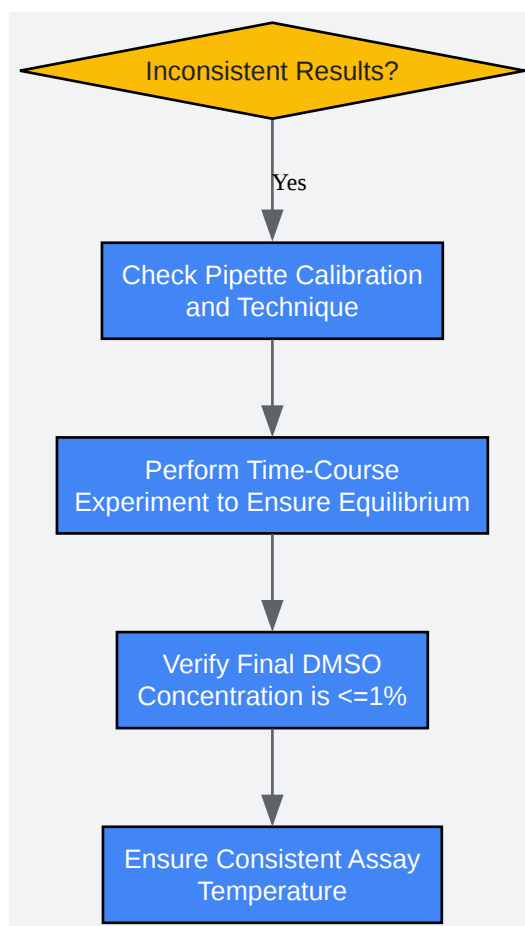 Inconsistent Results?
Yes
Check Pipette Calibration
and Technique
Perform Time-Course
Experiment to Ensure Equilibrium
Verify Final DMSO
Concentration is <=1%
Ensure Consistent Assay
Temperature